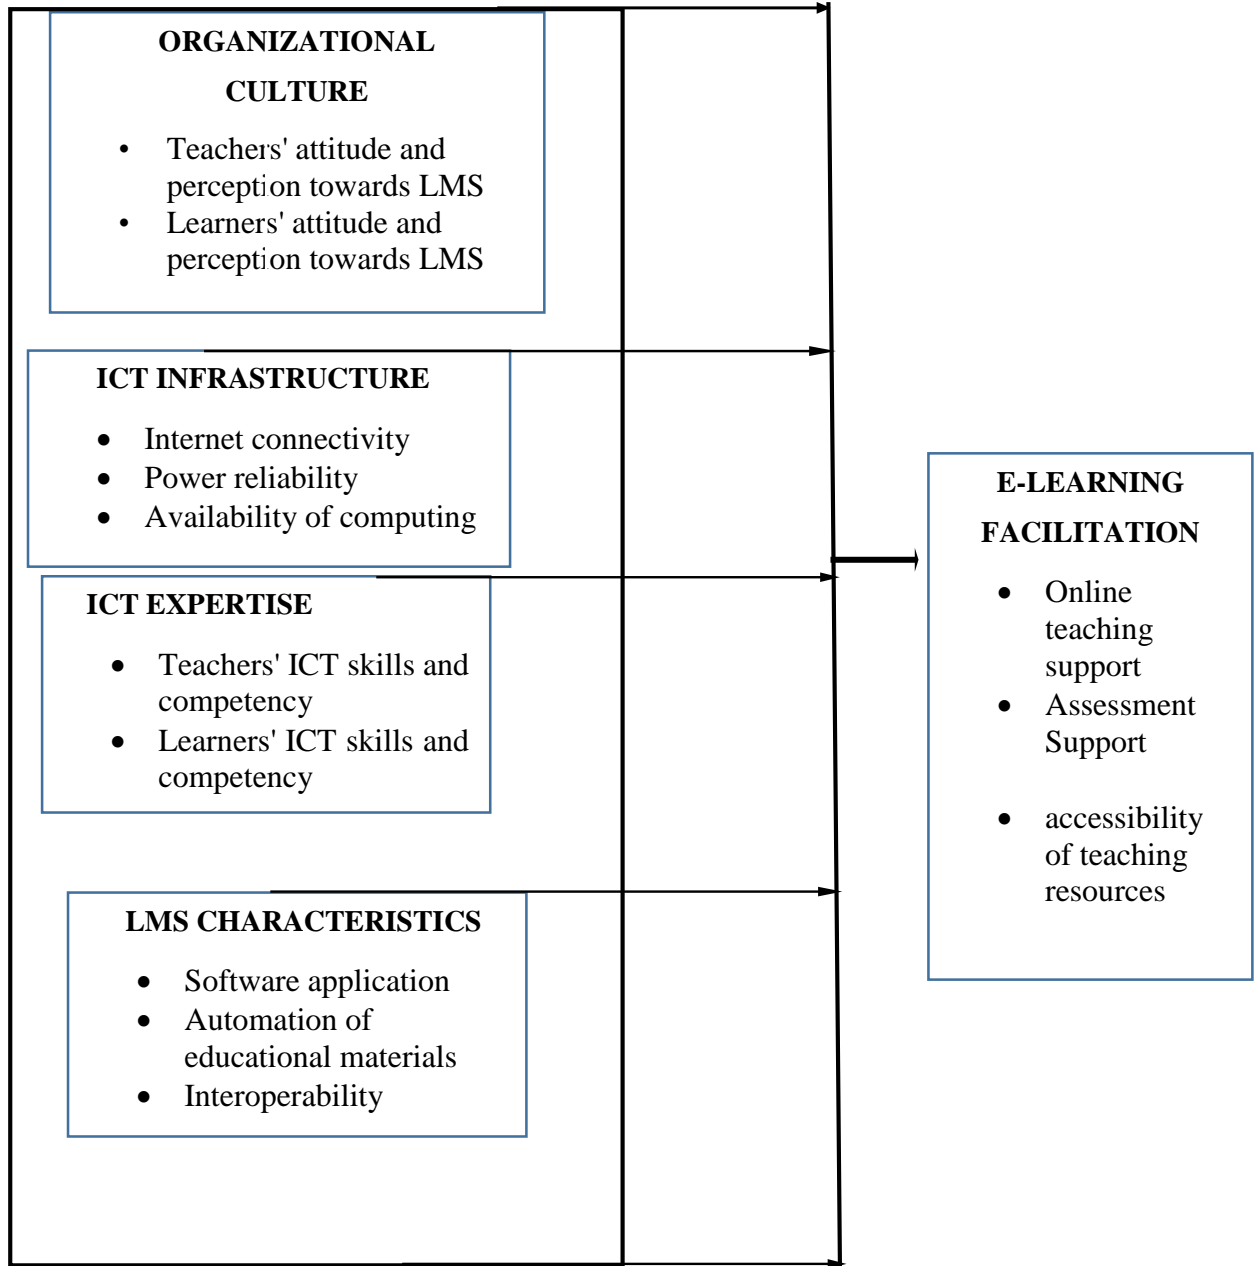 ORGANIZATIONAL
CULTURE
• Teachers' attitude and
perception towards LMS
• Learners' attitude and
perception towards LMS
ICT INFRASTRUCTURE
• Internet connectivity
• Power reliability
• Availability of computing
ICT EXPERTISE
• Teachers' ICT skills and
competency
• Learners' ICT skills and
competency
LMS CHARACTERISTICS
• Software application
• Automation of
educational materials
• Interoperability
E-LEARNING
FACILITATION
• Online
teaching
support
• Assessment
Support
• accessibility
of teaching
resources